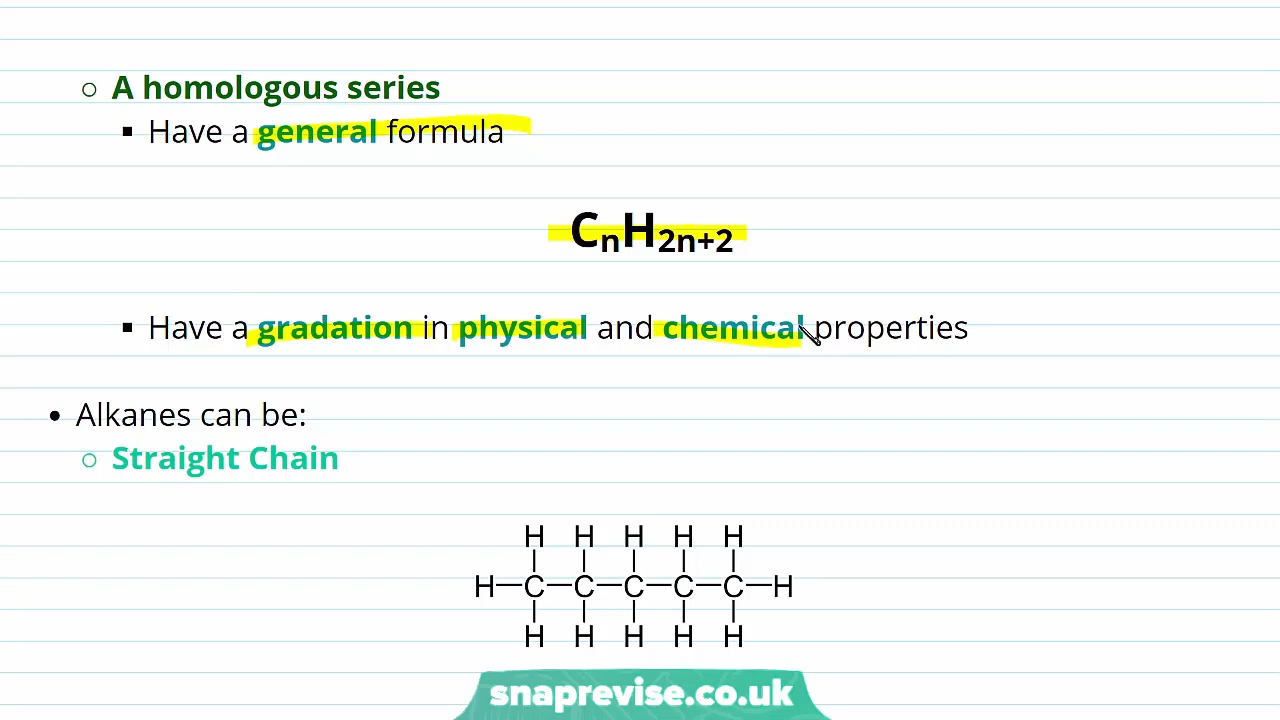 A homologous series
Have a general formula
CnH2n+2
Have a gradation in physical and chemical properties
Alkanes can be:
Straight Chain
H H H H H
H C C C C C H
H H H H H
snaprevise.co.uk